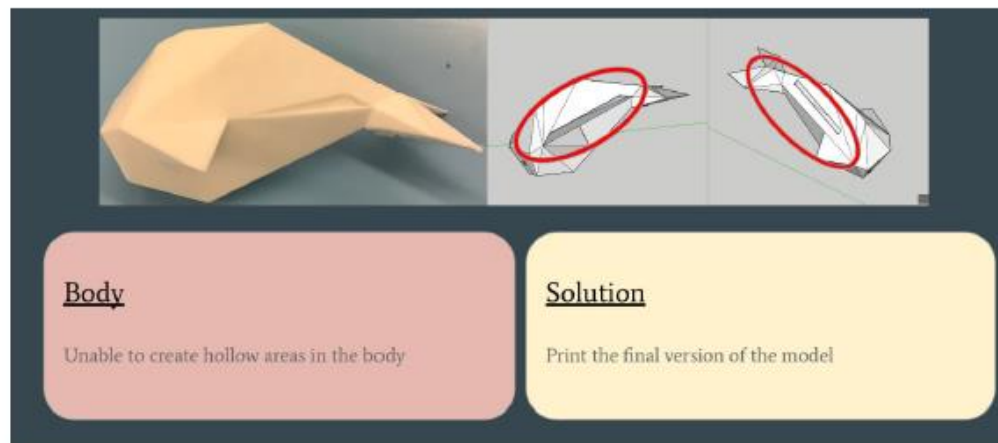 Body
Unable to create hollow areas in the body
Solution
Print the final version of the model